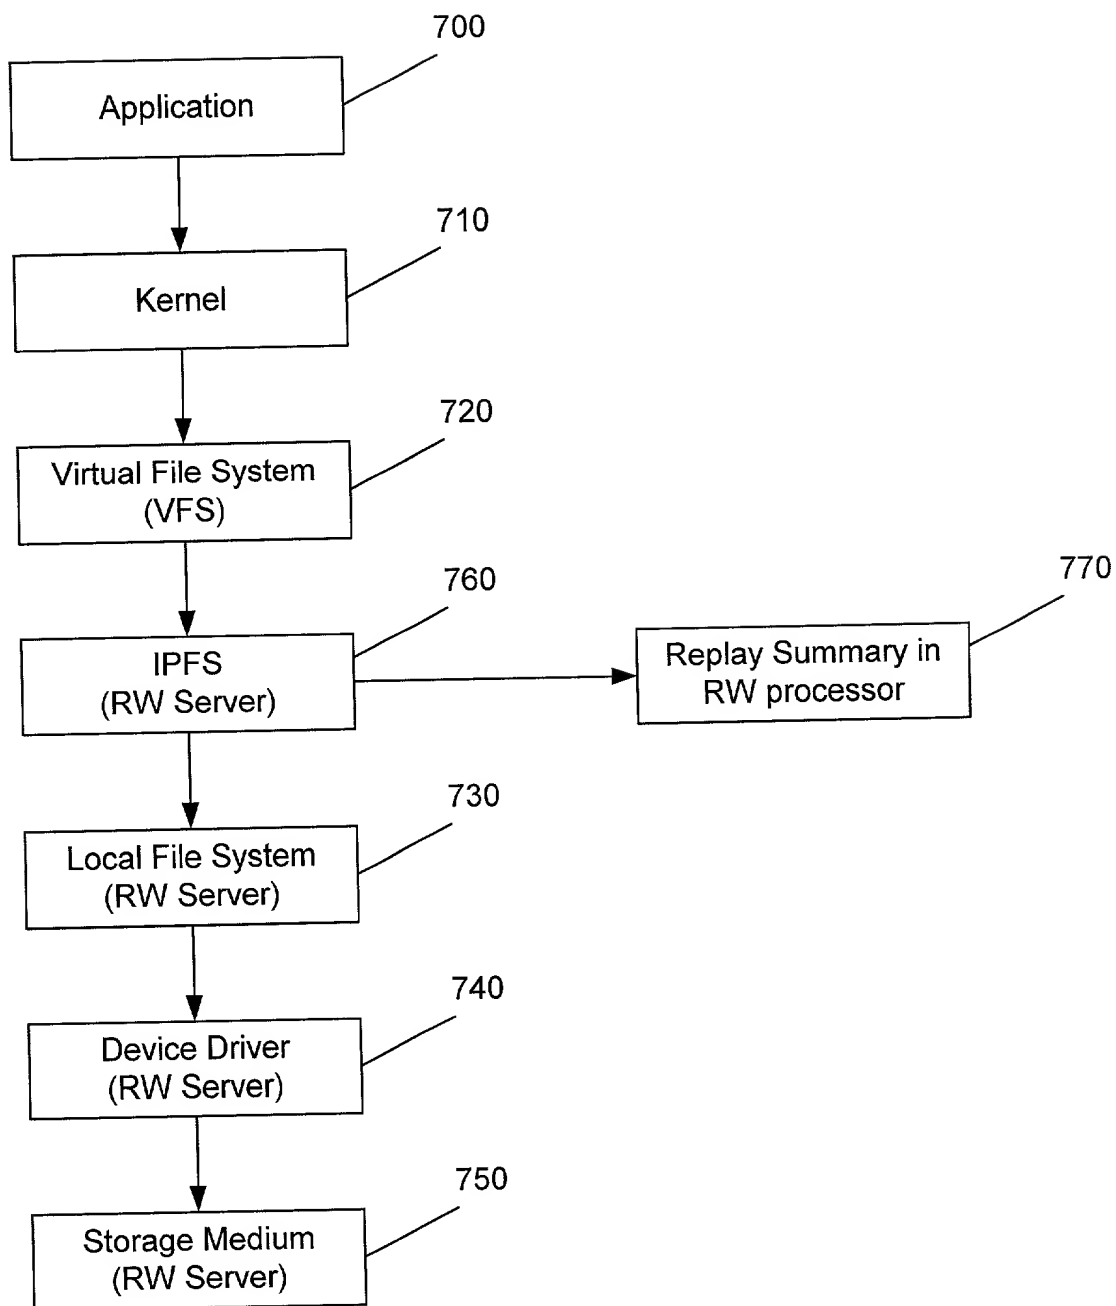 700
Application
710
Kernel
720
Virtual File System
(VFS)
760
770
IPFS
(RW Server)
Replay Summary in
RW processor
730
Local File System
(RW Server)
740
Device Driver
(RW Server)
750
Storage Medium
(RW Server)